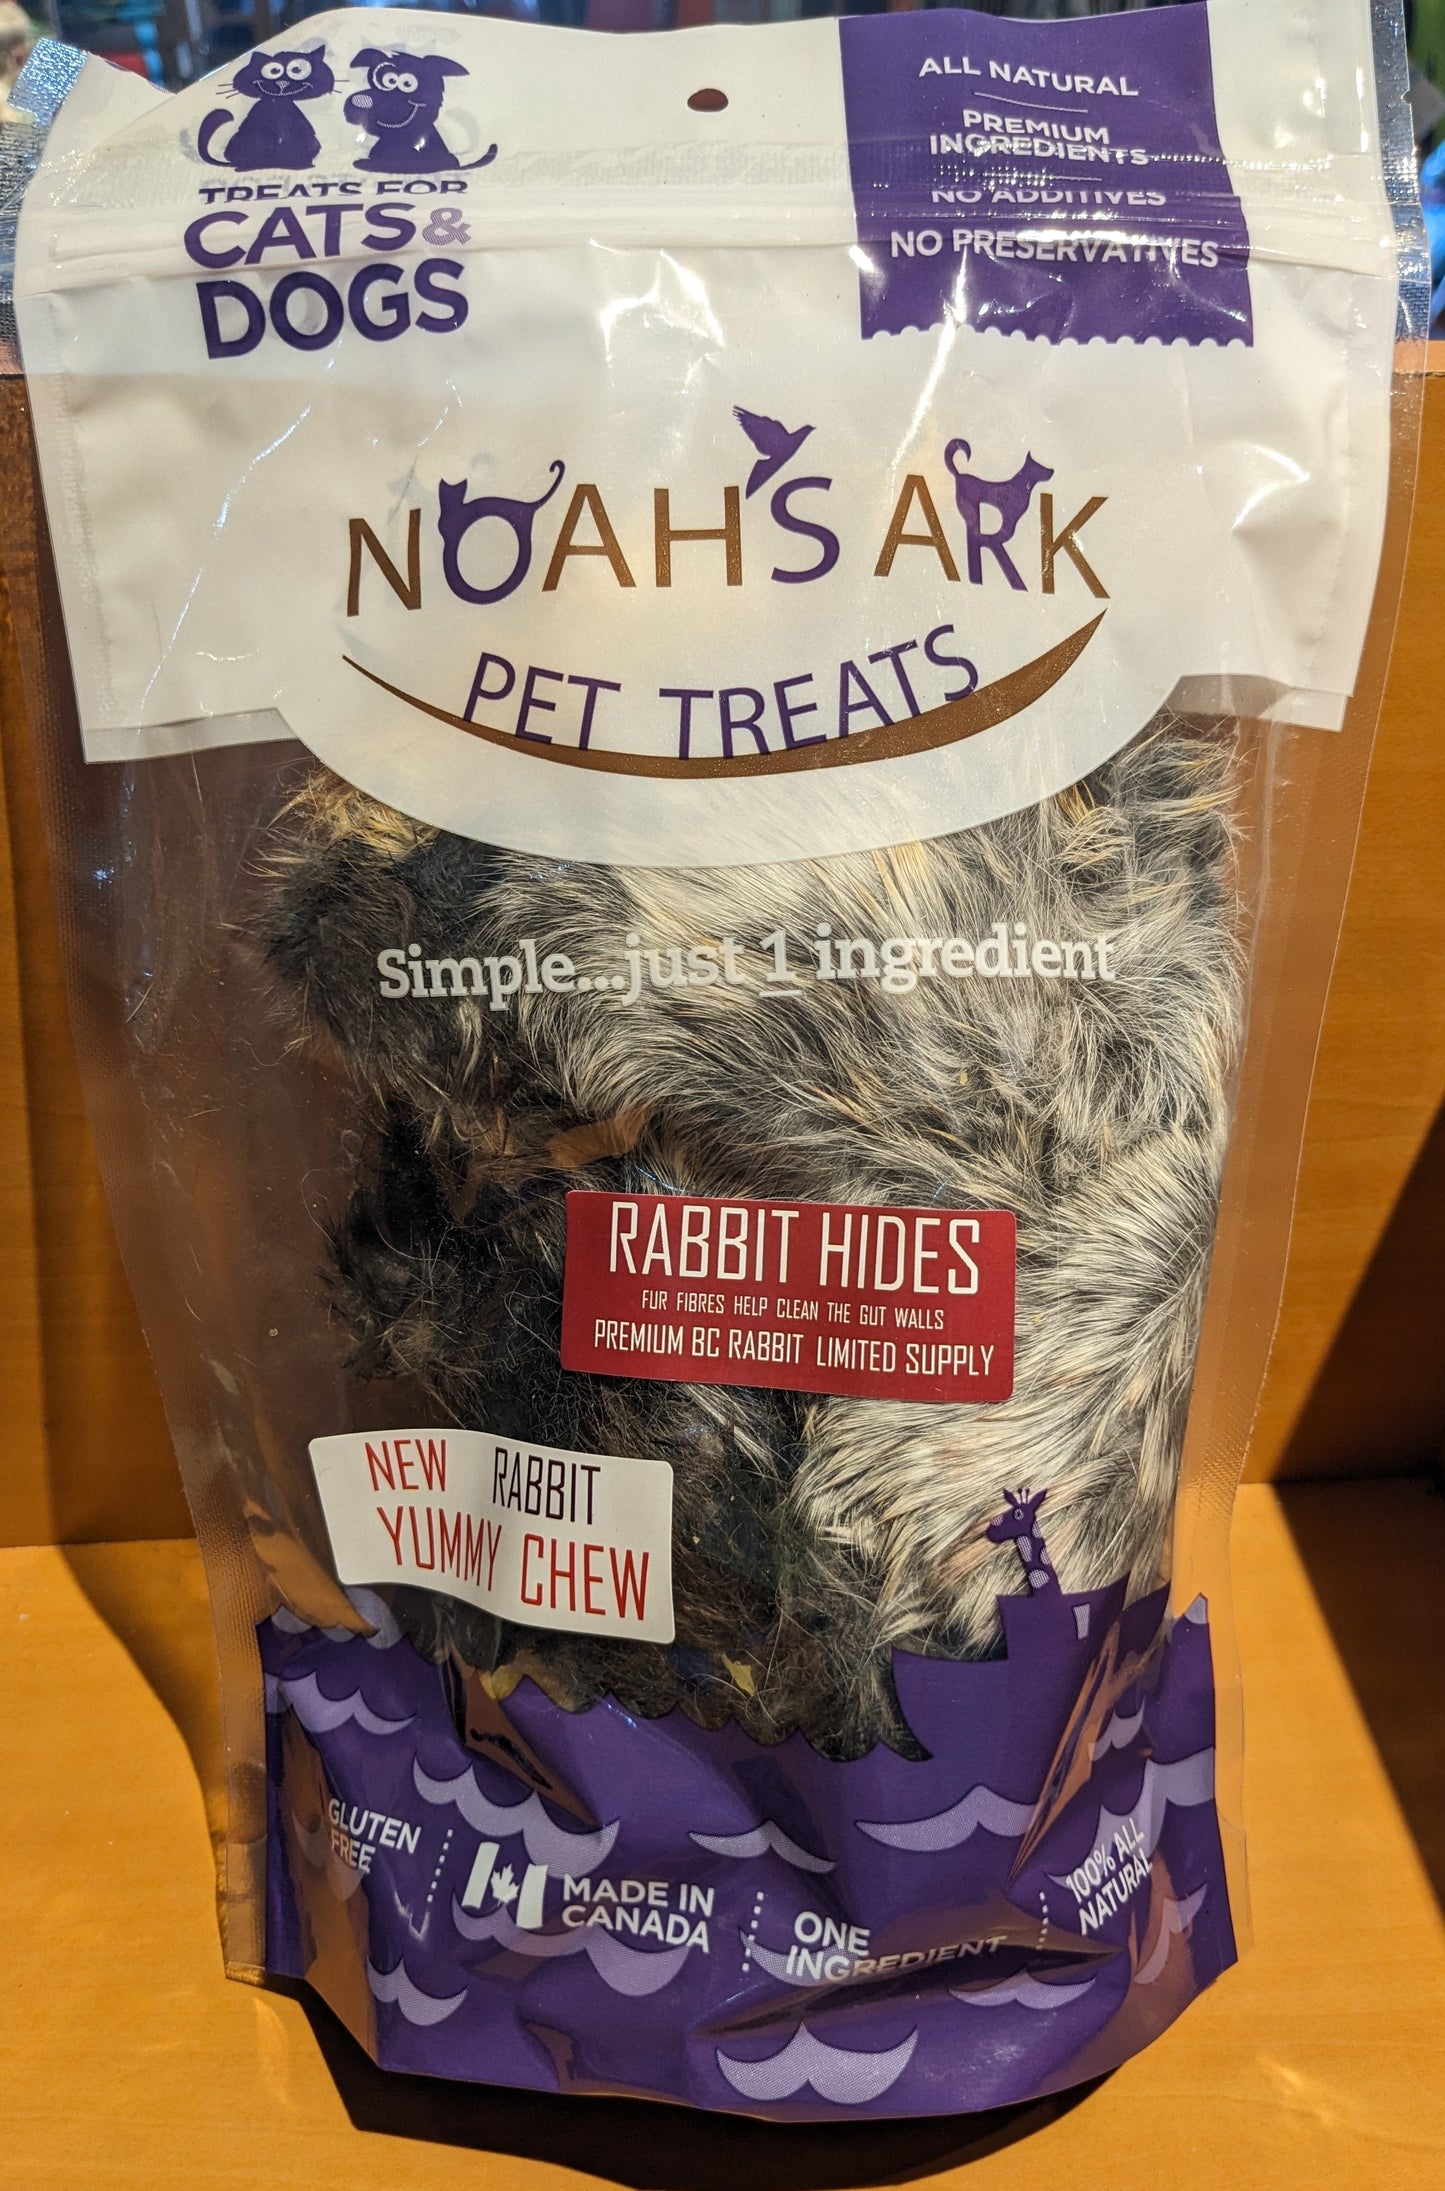 TREATS FOR
CATS &
DOGS
ALL NATURAL
PREMIUM
INGREDIENTS
NO ADDITIVES
NO PRESERVATIVES
NOAH'S ARK
PET TREATS
Simple...just 1 ingredient
RABBIT HIDES
FUR FIBRES HELP CLEAN THE GUT WALLS
PREMIUM BC RABBIT LIMITED SUPPLY
NEW RABBIT
YUMMY CHEW
GLUTEN
FREE
MADE IN
CANADA
ONE
INGREDIENT
100% ALL
NATURAL